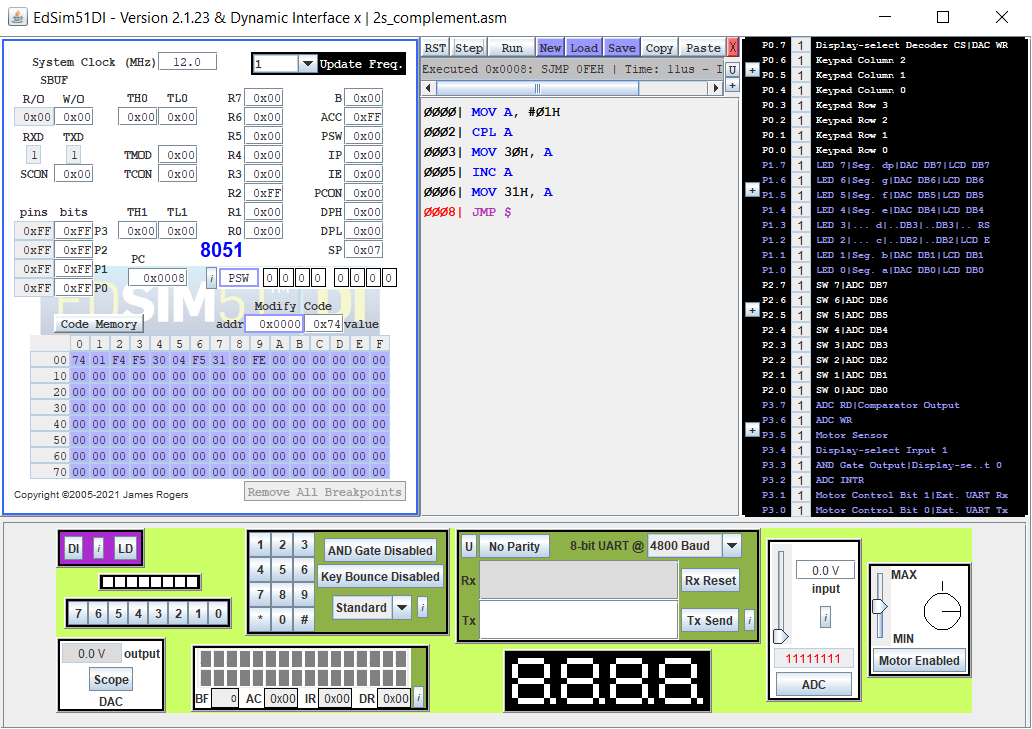 EdSim51DI - Version 2.1.23 & Dynamic Interface x | 2s_complement.asm
System Clock (MHz) 12.0 1 Update Freq.
SBUF
R/O W/O TH0 TL0 R7 0x00 B 0x00
0x00 0x00 0x00 0x00 R6 0x00 ACC 0xFF
RXD TXD R5 0x00 PSW 0x00
1 1 TMOD 0x00 R4 0x00 IP 0x00
SCON 0x00 TCON 0x00 R3 0x00 IE 0x00
R2 0xFF PCON 0x00
pins bits TH1 TL1 R1 0x00 DPH 0x00
0xFF 0xFF P3 0x00 0x00 R0 0x00 DPL 0x00
0xFF 0xFF P2 8051 SP 0x07
0xFF 0xFF P1 PC
0xFF 0xFF P0 0x0008 i PSW 0 0 0 0 0 0 0 0
EDSIM51 DI
Modify Code
Code Memory addr 0x0000 0x74 value
0 1 2 3 4 5 6 7 8 9 A B C D E F
00 74 01 F4 F5 30 04 F5 31 80 FE 00 00 00 00 00 00
10 00 00 00 00 00 00 00 00 00 00 00 00 00 00 00 00
20 00 00 00 00 00 00 00 00 00 00 00 00 00 00 00 00
30 00 00 00 00 00 00 00 00 00 00 00 00 00 00 00 00
40 00 00 00 00 00 00 00 00 00 00 00 00 00 00 00 00
50 00 00 00 00 00 00 00 00 00 00 00 00 00 00 00 00
60 00 00 00 00 00 00 00 00 00 00 00 00 00 00 00 00
70 00 00 00 00 00 00 00 00 00 00 00 00 00 00 00 00
Copyright ©2005-2021 James Rogers Remove All Breakpoints
RST Step Run New Load Save Copy Paste X
Executed 0x0008: SJMP 0FEH | Time: 11us - I U
+
0000| MOV A, #01H
0002| CPL A
0003| MOV 30H, A
0005| INC A
0006| MOV 31H, A
0008| JMP $
P0.7 1 Display-select Decoder CS|DAC WR
P0.6 1 Keypad Column 2
+ P0.5 1 Keypad Column 1
P0.4 1 Keypad Column 0
P0.3 1 Keypad Row 3
P0.2 1 Keypad Row 2
P0.1 1 Keypad Row 1
P0.0 1 Keypad Row 0
P1.7 1 LED 7|Seg. dp|DAC DB7|LCD DB7
P1.6 1 LED 6|Seg. g|DAC DB6|LCD DB6
+ P1.5 1 LED 5|Seg. f|DAC DB5|LCD DB5
P1.4 1 LED 4|Seg. e|DAC DB4|LCD DB4
P1.3 1 LED 3|... d|..DB3|..DB3|.. RS
P1.2 1 LED 2|... c|..DB2|..DB2|LCD E
P1.1 1 LED 1|Seg. b|DAC DB1|LCD DB1
P1.0 1 LED 0|Seg. a|DAC DB0|LCD DB0
P2.7 1 SW 7|ADC DB7
P2.6 1 SW 6|ADC DB6
+ P2.5 1 SW 5|ADC DB5
P2.4 1 SW 4|ADC DB4
P2.3 1 SW 3|ADC DB3
P2.2 1 SW 2|ADC DB2
P2.1 1 SW 1|ADC DB1
P2.0 1 SW 0|ADC DB0
P3.7 1 ADC RD|Comparator Output
P3.6 1 ADC WR
+ P3.5 1 Motor Sensor
P3.4 1 Display-select Input 1
P3.3 1 AND Gate Output|Display-se..t 0
P3.2 1 ADC INTR
P3.1 1 Motor Control Bit 1|Ext. UART Rx
P3.0 1 Motor Control Bit 0|Ext. UART Tx
DI i LD
7 6 5 4 3 2 1 0
0.0 V output
Scope
DAC
1 2 3 AND Gate Disabled
4 5 6 Key Bounce Disabled
7 8 9 Standard i
* 0 #
BF 0 AC 0x00 IR 0x00 DR 0x00 i
U No Parity 8-bit UART @ 4800 Baud
Rx Rx Reset
Tx Tx Send i
8.8.8.8.
0.0 V
input
i
11111111
ADC
MAX
MIN
Motor Enabled